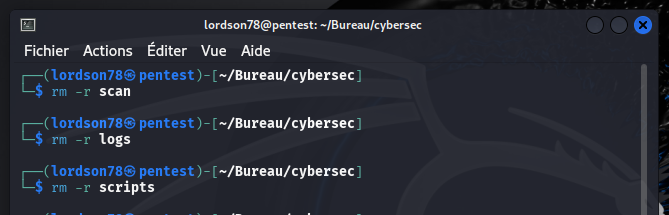 lordson78@pentest: ~/Bureau/cybersec
Fichier Actions Éditer Vue Aide
┌──(lordson78㉿pentest)-[~/Bureau/cybersec]
└─$ rm -r scan
┌──(lordson78㉿pentest)-[~/Bureau/cybersec]
└─$ rm -r logs
┌──(lordson78㉿pentest)-[~/Bureau/cybersec]
└─$ rm -r scripts